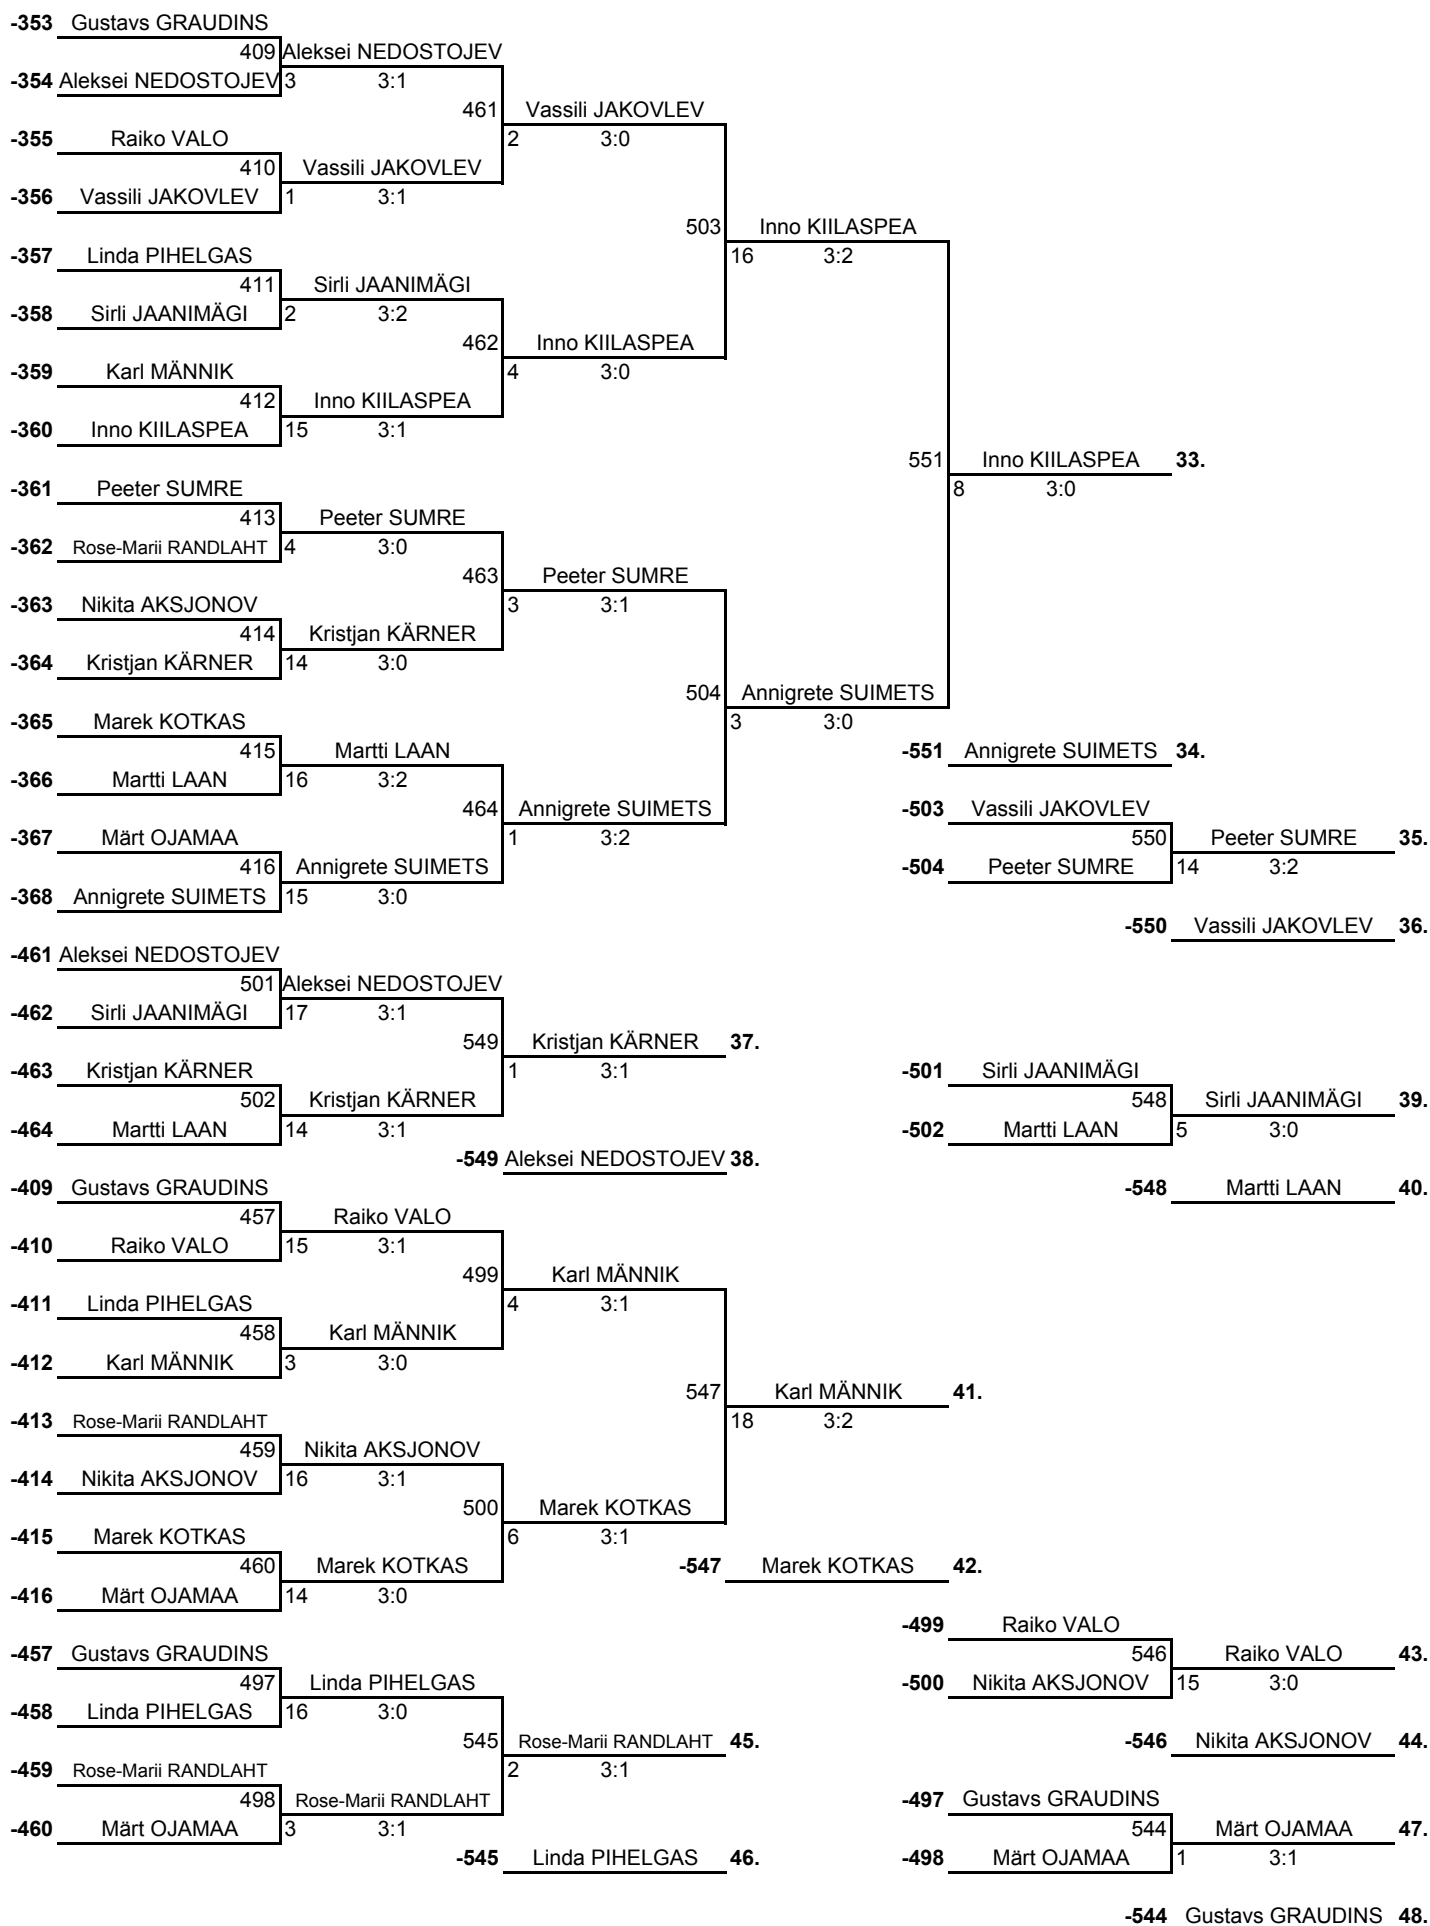 -353 Gustavs GRAUDINS
409 Aleksei NEDOSTOJEV
-354 Aleksei NEDOSTOJEV 3 3:1
461 Vassili JAKOVLEV
-355 Raiko VALO 2 3:0
410 Vassili JAKOVLEV
-356 Vassili JAKOVLEV 1 3:1
503 Inno KIILASPEA
-357 Linda PIHELGAS 16 3:2
411 Sirli JAANIMÄGI
-358 Sirli JAANIMÄGI 2 3:2
462 Inno KIILASPEA
-359 Karl MÄNNIK 4 3:0
412 Inno KIILASPEA
-360 Inno KIILASPEA 15 3:1
551 Inno KIILASPEA 33.
-361 Peeter SUMRE 8 3:0
413 Peeter SUMRE
-362 Rose-Marii RANDLAHT 4 3:0
463 Peeter SUMRE
-363 Nikita AKSJONOV 3 3:1
414 Kristjan KÄRNER
-364 Kristjan KÄRNER 14 3:0
504 Annigrete SUIMETS
-365 Marek KOTKAS 3 3:0
415 Martti LAAN -551 Annigrete SUIMETS 34.
-366 Martti LAAN 16 3:2
464 Annigrete SUIMETS -503 Vassili JAKOVLEV
-367 Märt OJAMAA 1 3:2 550 Peeter SUMRE 35.
416 Annigrete SUIMETS -504 Peeter SUMRE 14 3:2
-368 Annigrete SUIMETS 15 3:0
-550 Vassili JAKOVLEV 36.
-461 Aleksei NEDOSTOJEV
501 Aleksei NEDOSTOJEV
-462 Sirli JAANIMÄGI 17 3:1
549 Kristjan KÄRNER 37.
-463 Kristjan KÄRNER 1 3:1 -501 Sirli JAANIMÄGI
502 Kristjan KÄRNER 548 Sirli JAANIMÄGI 39.
-464 Martti LAAN 14 3:1 -502 Martti LAAN 5 3:0
-549 Aleksei NEDOSTOJEV 38.
-409 Gustavs GRAUDINS -548 Martti LAAN 40.
457 Raiko VALO
-410 Raiko VALO 15 3:1
499 Karl MÄNNIK
-411 Linda PIHELGAS 4 3:1
458 Karl MÄNNIK
-412 Karl MÄNNIK 3 3:0
547 Karl MÄNNIK 41.
-413 Rose-Marii RANDLAHT 18 3:2
459 Nikita AKSJONOV
-414 Nikita AKSJONOV 16 3:1
500 Marek KOTKAS
-415 Marek KOTKAS 6 3:1
460 Marek KOTKAS -547 Marek KOTKAS 42.
-416 Märt OJAMAA 14 3:0
-499 Raiko VALO
-457 Gustavs GRAUDINS 546 Raiko VALO 43.
497 Linda PIHELGAS -500 Nikita AKSJONOV 15 3:0
-458 Linda PIHELGAS 16 3:0
545 Rose-Marii RANDLAHT 45. -546 Nikita AKSJONOV 44.
-459 Rose-Marii RANDLAHT 2 3:1
498 Rose-Marii RANDLAHT -497 Gustavs GRAUDINS
-460 Märt OJAMAA 3 3:1 544 Märt OJAMAA 47.
-545 Linda PIHELGAS 46. -498 Märt OJAMAA 1 3:1
-544 Gustavs GRAUDINS 48.